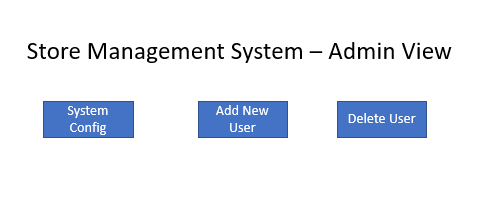 Store Management System – Admin View
System
Config
Add New
User
Delete User